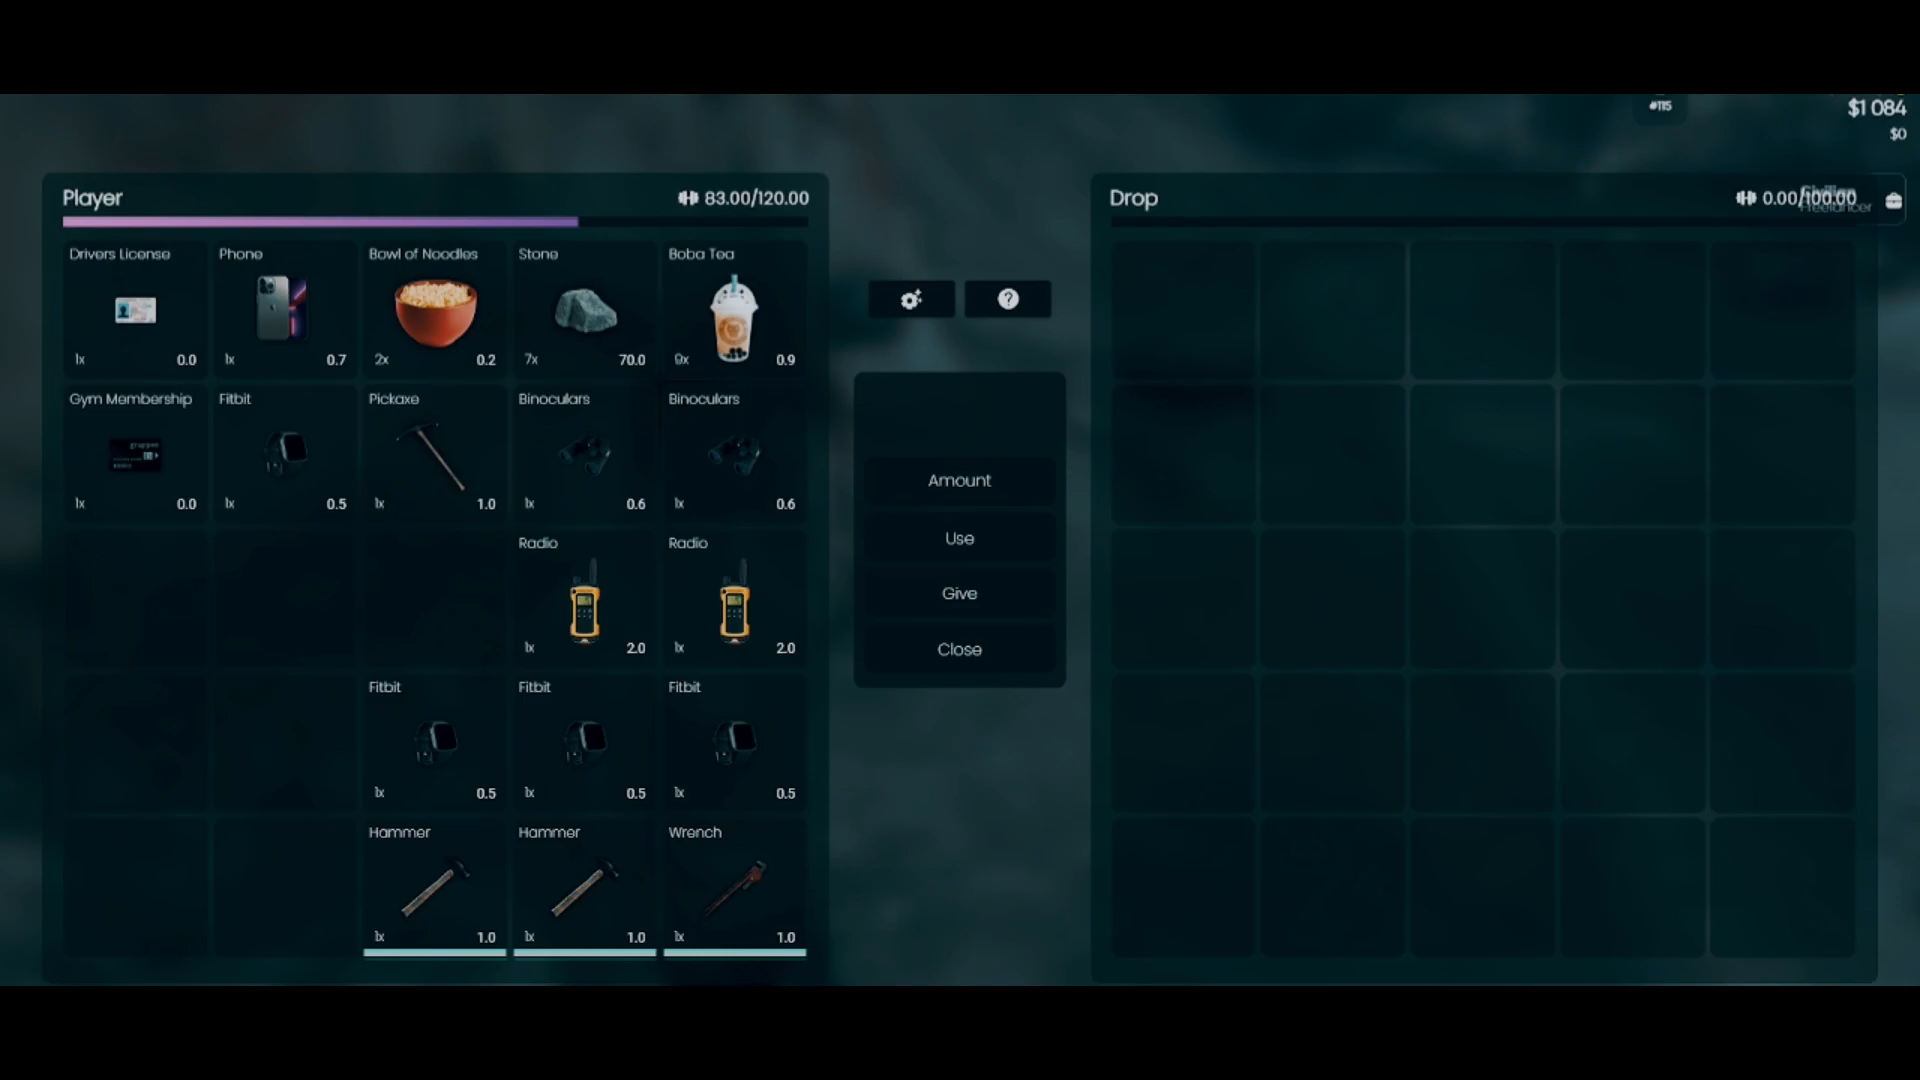 #115
$1 084
$0
Player
83.00/120.00
Drop
0.00/100.00
Freelancer
Drivers License
Phone
Bowl of Noodles
Stone
Boba Tea
1x 0.0
1x 0.7
2x 0.2
7x 70.0
9x 0.9
Gym Membership
Fitbit
Pickaxe
Binoculars
Binoculars
1x 0.0
1x 0.5
1x 1.0
1x 0.6
1x 0.6
Radio
Radio
1x 2.0
1x 2.0
Fitbit
Fitbit
Fitbit
1x 0.5
1x 0.5
1x 0.5
Hammer
Hammer
Wrench
1x 1.0
1x 1.0
1x 1.0
Amount
Use
Give
Close